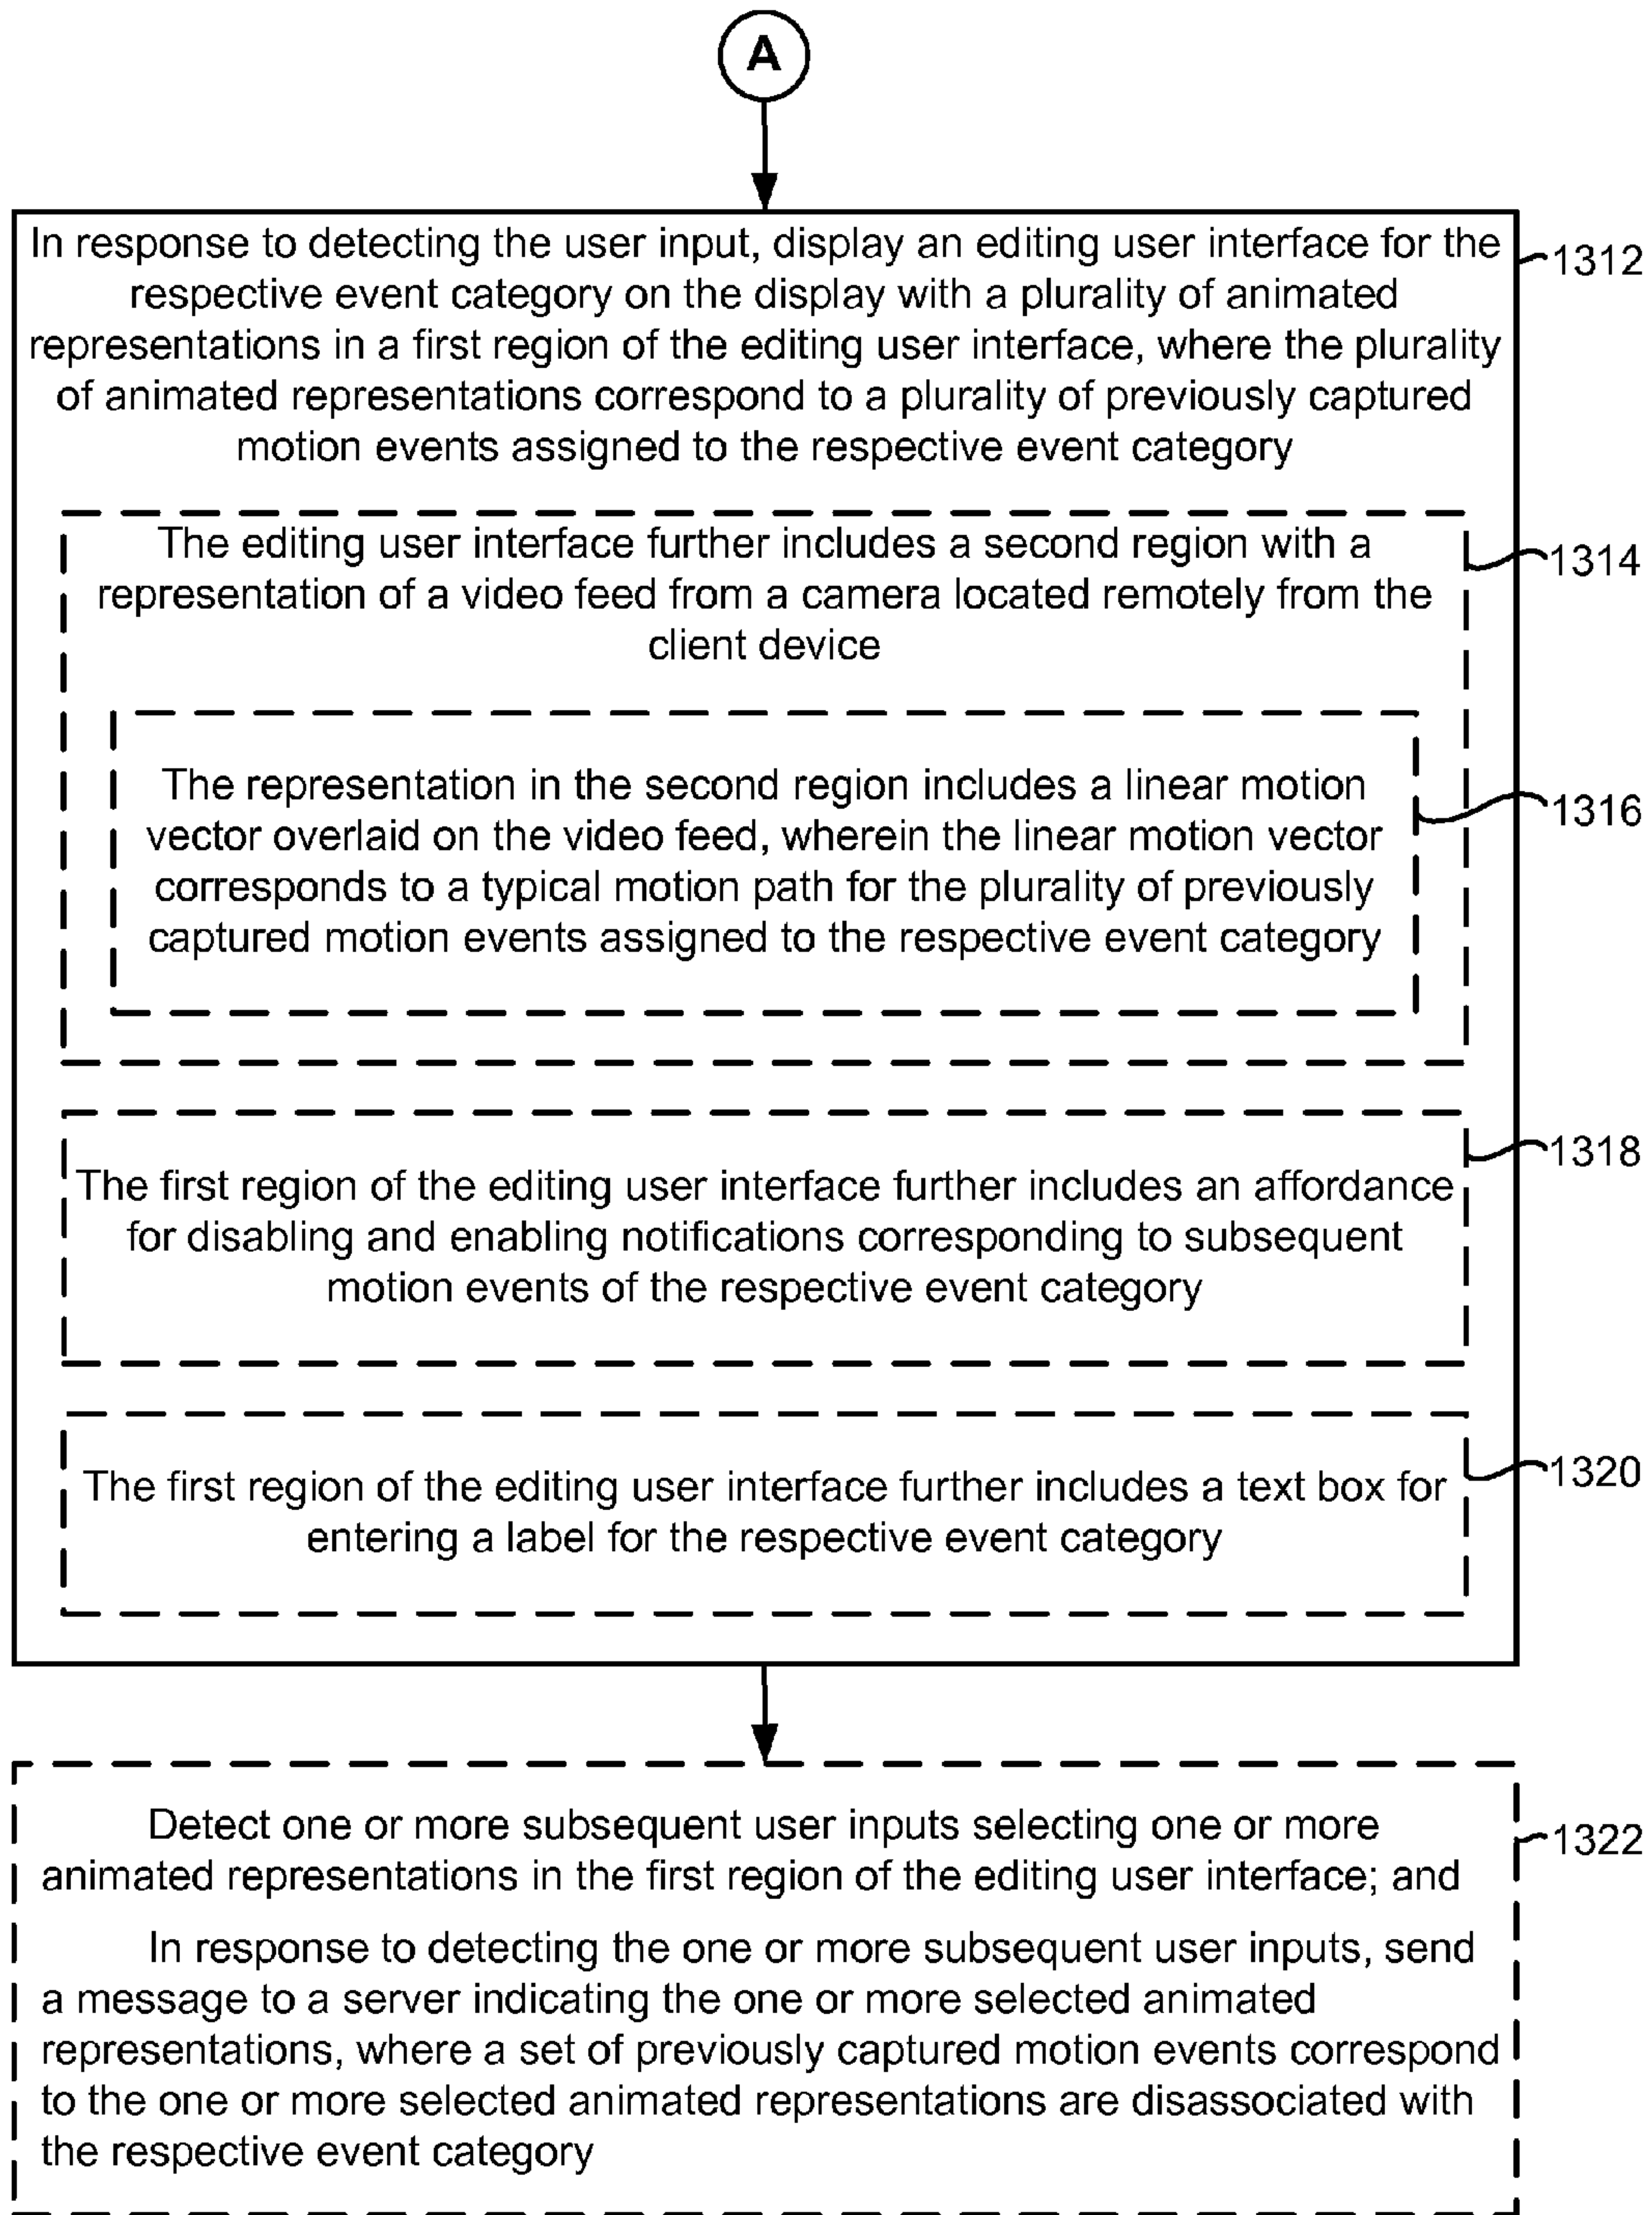 A
In response to detecting the user input, display an editing user interface for the
respective event category on the display with a plurality of animated
representations in a first region of the editing user interface, where the plurality
of animated representations correspond to a plurality of previously captured
motion events assigned to the respective event category
1312
The editing user interface further includes a second region with a
representation of a video feed from a camera located remotely from the
client device
1314
The representation in the second region includes a linear motion
vector overlaid on the video feed, wherein the linear motion vector
corresponds to a typical motion path for the plurality of previously
captured motion events assigned to the respective event category
1316
The first region of the editing user interface further includes an affordance
for disabling and enabling notifications corresponding to subsequent
motion events of the respective event category
1318
The first region of the editing user interface further includes a text box for
entering a label for the respective event category
1320
Detect one or more subsequent user inputs selecting one or more
animated representations in the first region of the editing user interface; and
In response to detecting the one or more subsequent user inputs, send
a message to a server indicating the one or more selected animated
representations, where a set of previously captured motion events correspond
to the one or more selected animated representations are disassociated with
the respective event category
1322